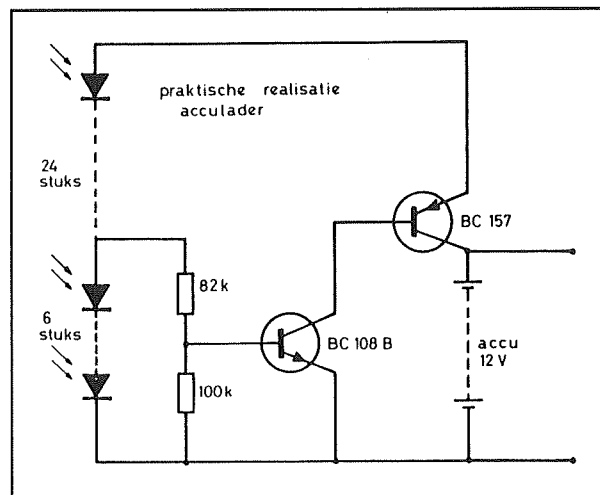 praktische realisatie
acculader
24
stuks
BC 157
82k
6
stuks
BC 108 B
accu
12 V
100k